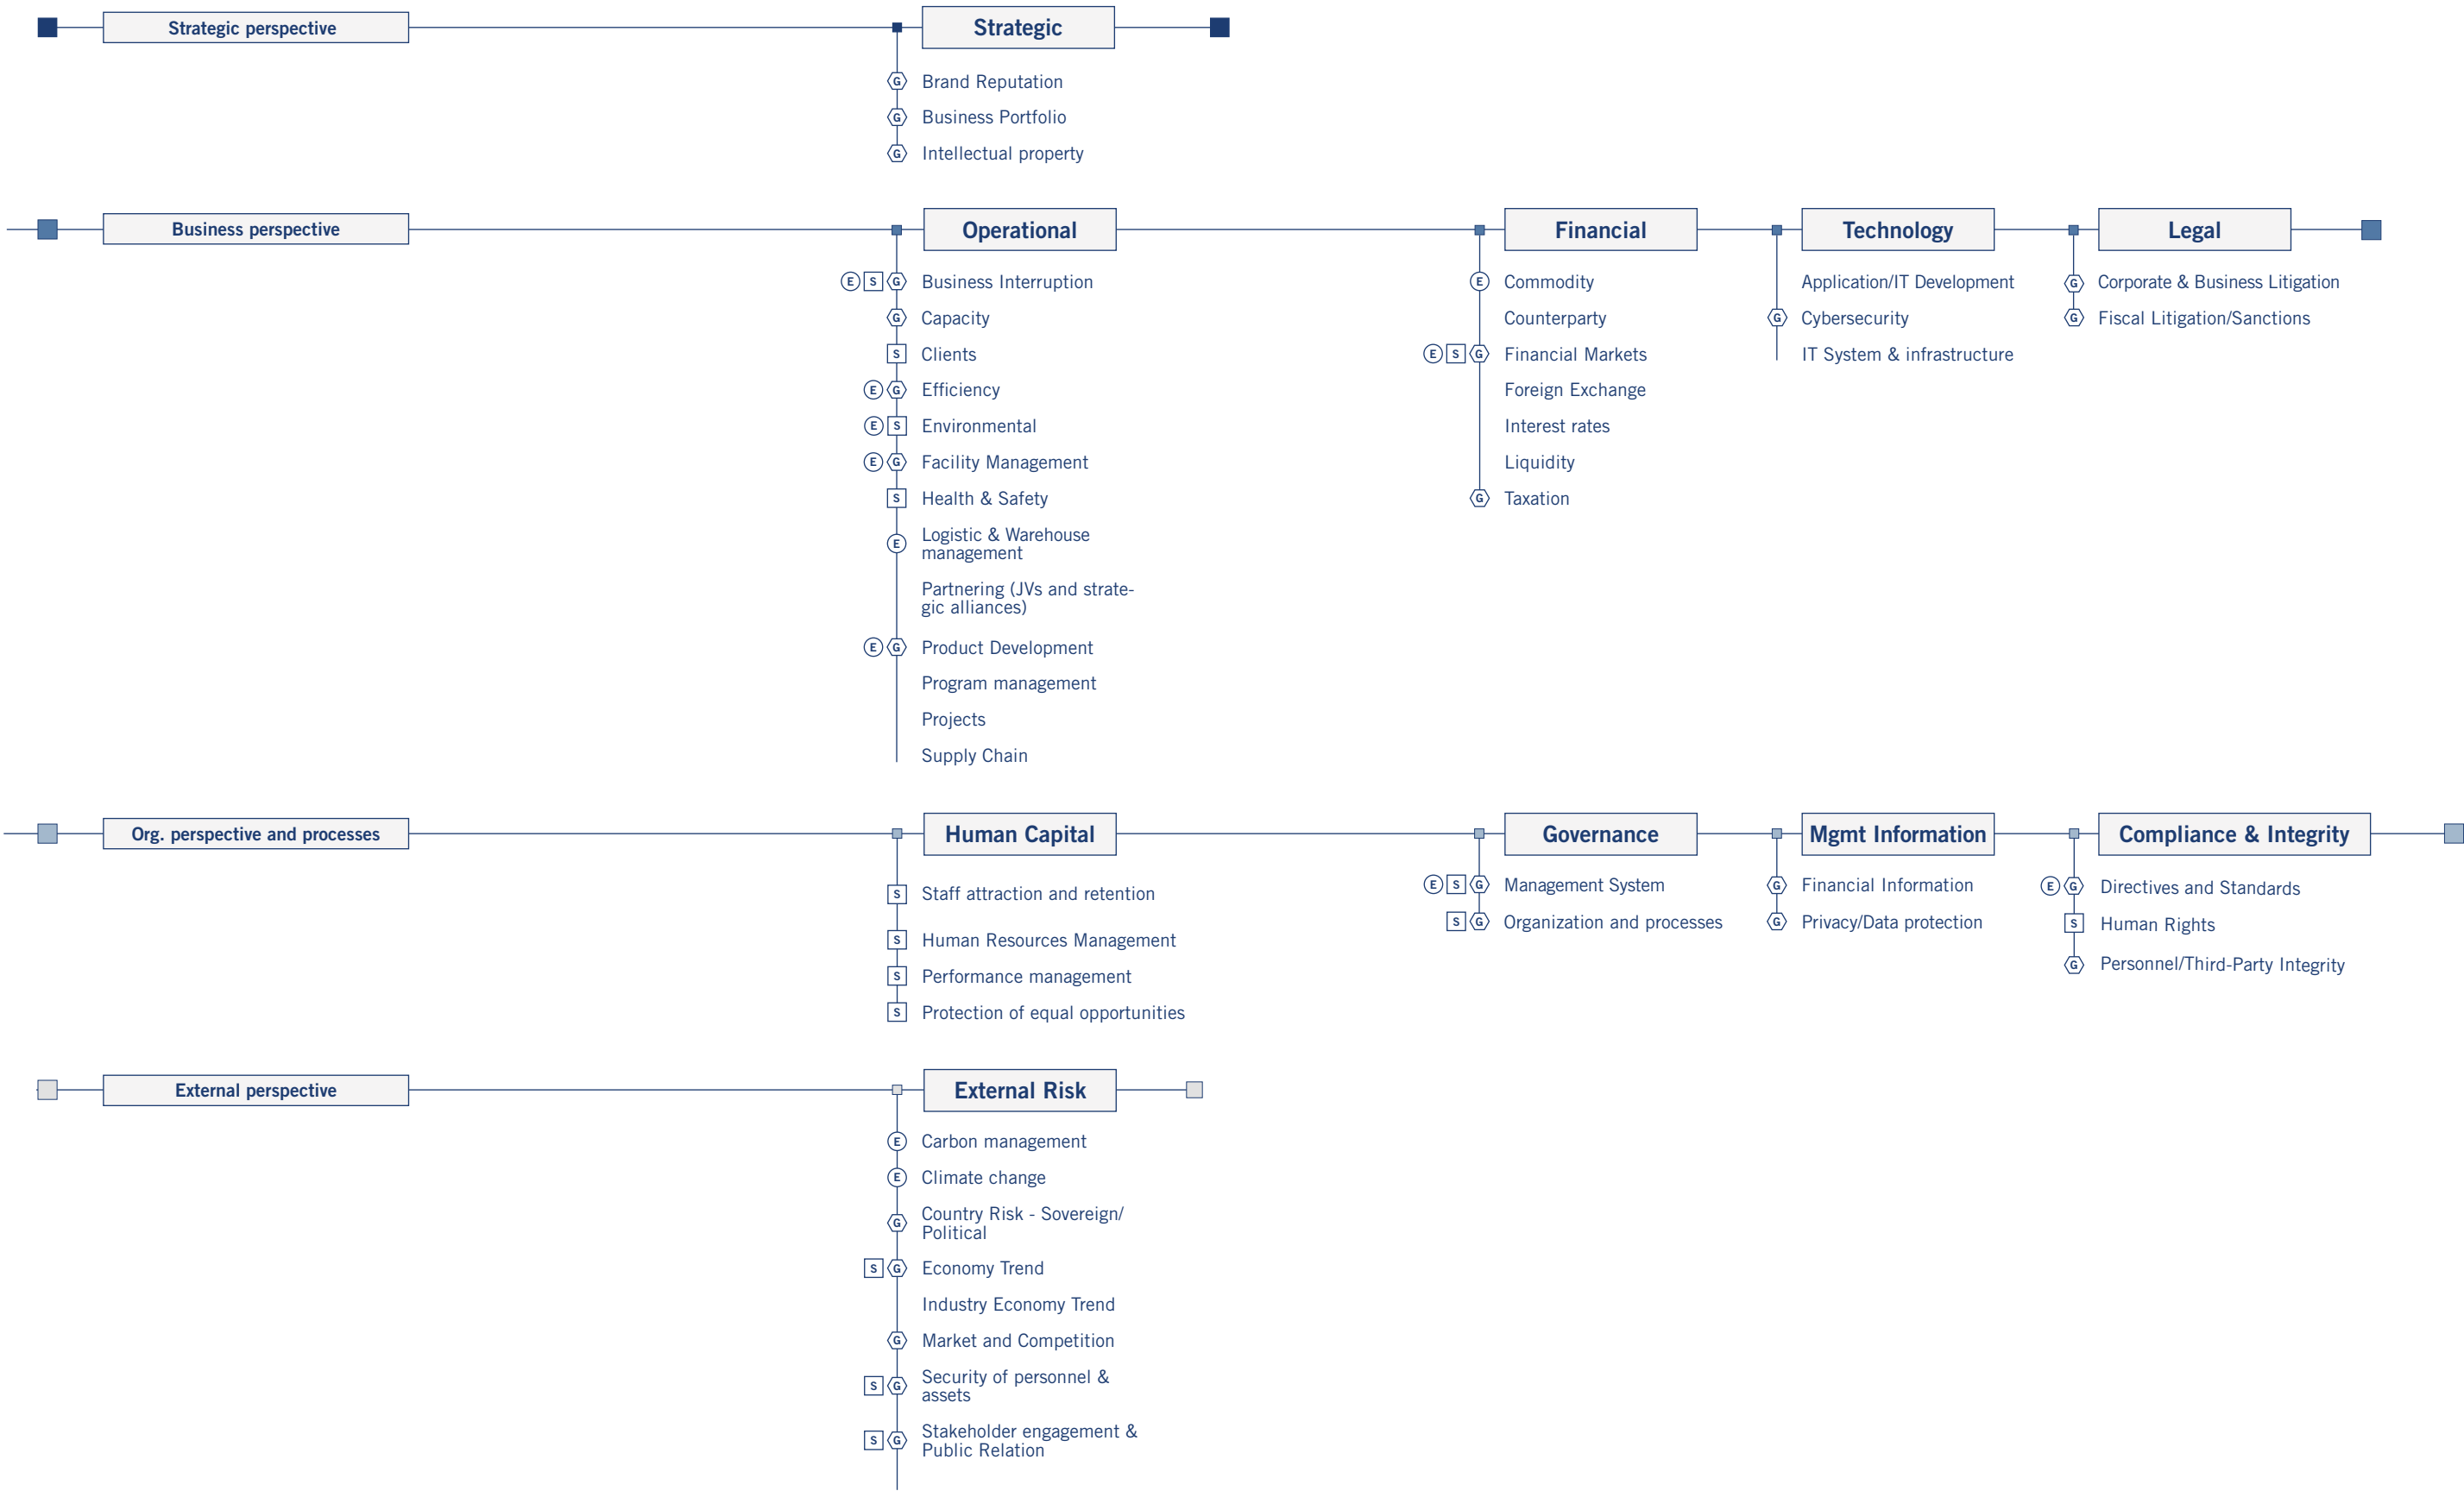 Strategic perspective
Strategic
G Brand Reputation
G Business Portfolio
G Intellectual property
Business perspective
Operational
E S G Business Interruption
G Capacity
S Clients
E G Efficiency
E S Environmental
E G Facility Management
S Health & Safety
E Logistic & Warehouse
management
Partnering (JVs and strate-
gic alliances)
E G Product Development
Program management
Projects
Supply Chain
Financial
E Commodity
Counterparty
E S G Financial Markets
Foreign Exchange
Interest rates
Liquidity
G Taxation
Technology
Application/IT Development
G Cybersecurity
IT System & infrastructure
Legal
G Corporate & Business Litigation
G Fiscal Litigation/Sanctions
Org. perspective and processes
Human Capital
S Staff attraction and retention
S Human Resources Management
S Performance management
S Protection of equal opportunities
Governance
E S G Management System
S G Organization and processes
Mgmt Information
G Financial Information
G Privacy/Data protection
Compliance & Integrity
E G Directives and Standards
S Human Rights
G Personnel/Third-Party Integrity
External perspective
External Risk
E Carbon management
E Climate change
G Country Risk - Sovereign/
Political
S G Economy Trend
Industry Economy Trend
G Market and Competition
S G Security of personnel &
assets
S G Stakeholder engagement &
Public Relation